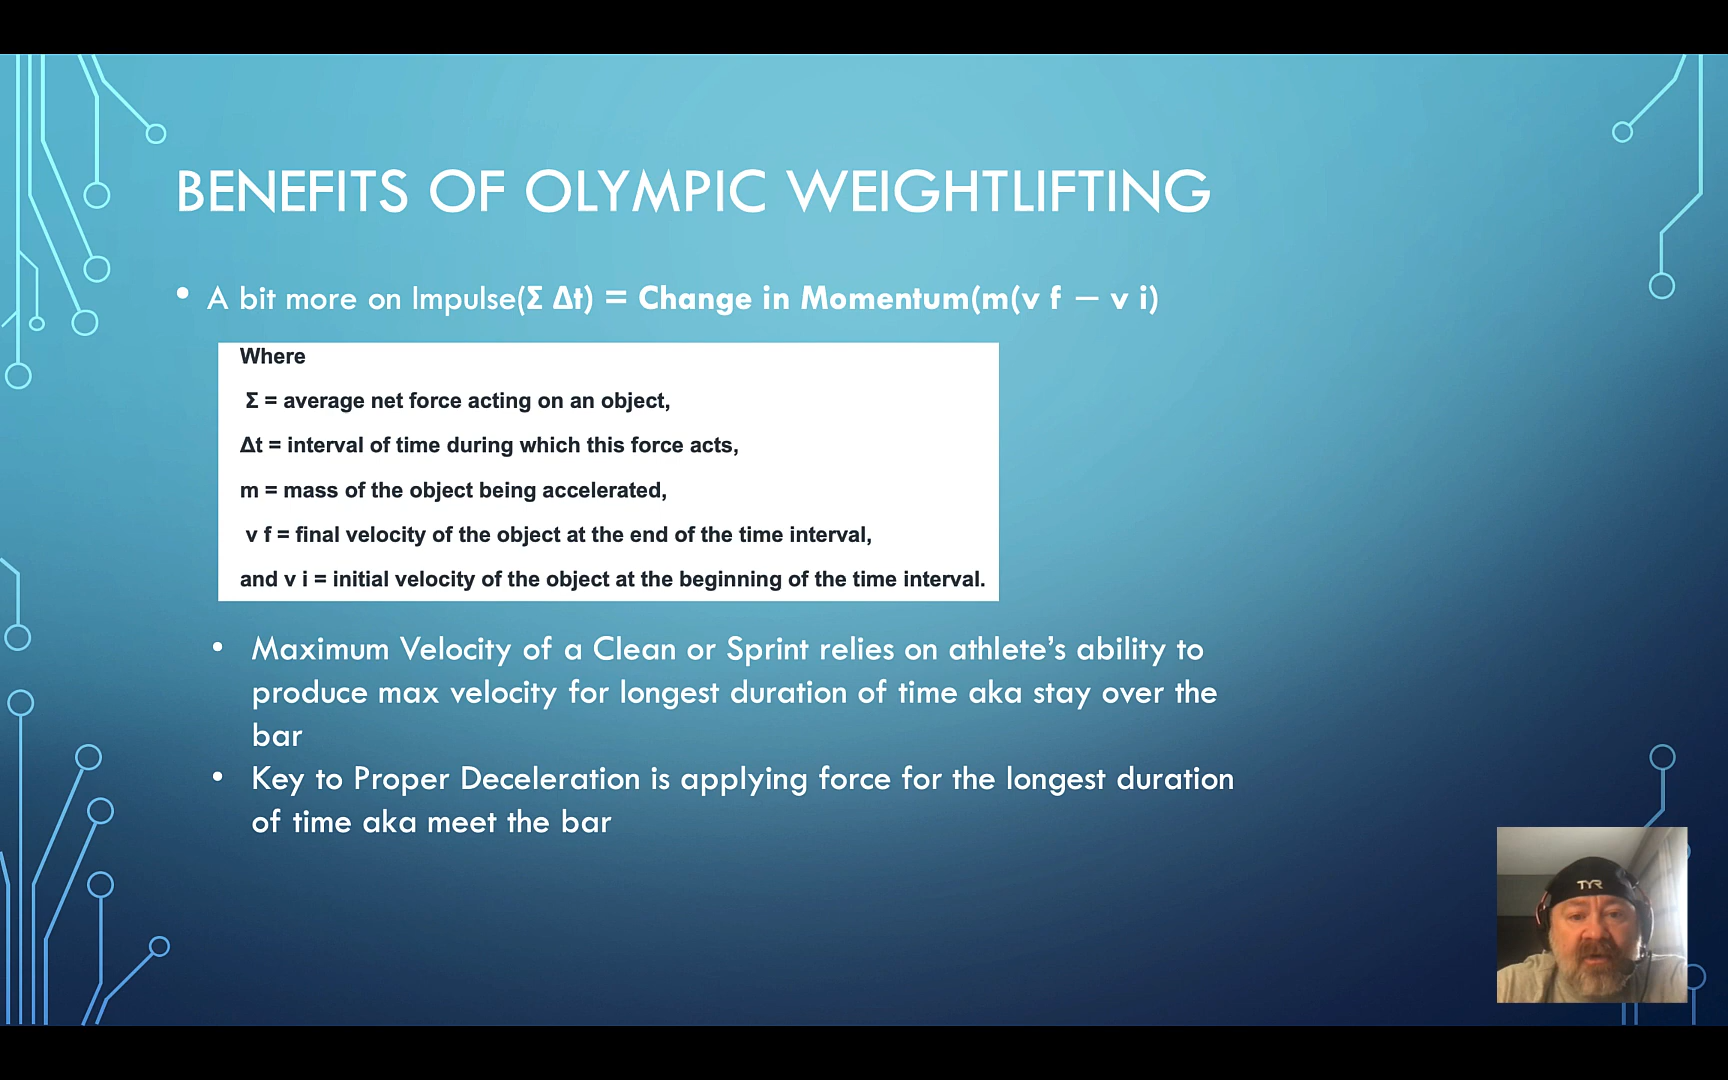 BENEFITS OF OLYMPIC WEIGHTLIFTING
• A bit more on Impulse(Σ Δt) = Change in Momentum(m(v f – v i)
Where
Σ = average net force acting on an object,
Δt = interval of time during which this force acts,
m = mass of the object being accelerated,
v f = final velocity of the object at the end of the time interval,
and v i = initial velocity of the object at the beginning of the time interval.
• Maximum Velocity of a Clean or Sprint relies on athlete’s ability to
produce max velocity for longest duration of time aka stay over the
bar
• Key to Proper Deceleration is applying force for the longest duration
of time aka meet the bar
TYR